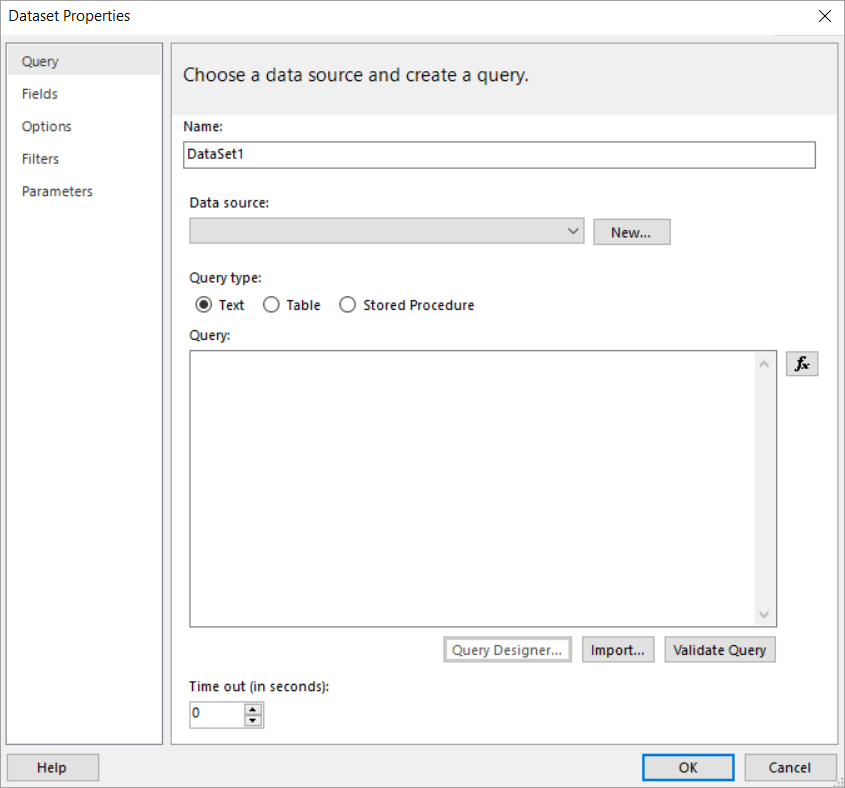 Dataset Properties
Query
Fields
Options
Filters
Parameters
Choose a data source and create a query.
Name:
DataSet1
Data source:
New...
Query type:
Text Table Stored Procedure
Query:
fx
Query Designer... Import... Validate Query
Time out (in seconds):
0
Help OK Cancel